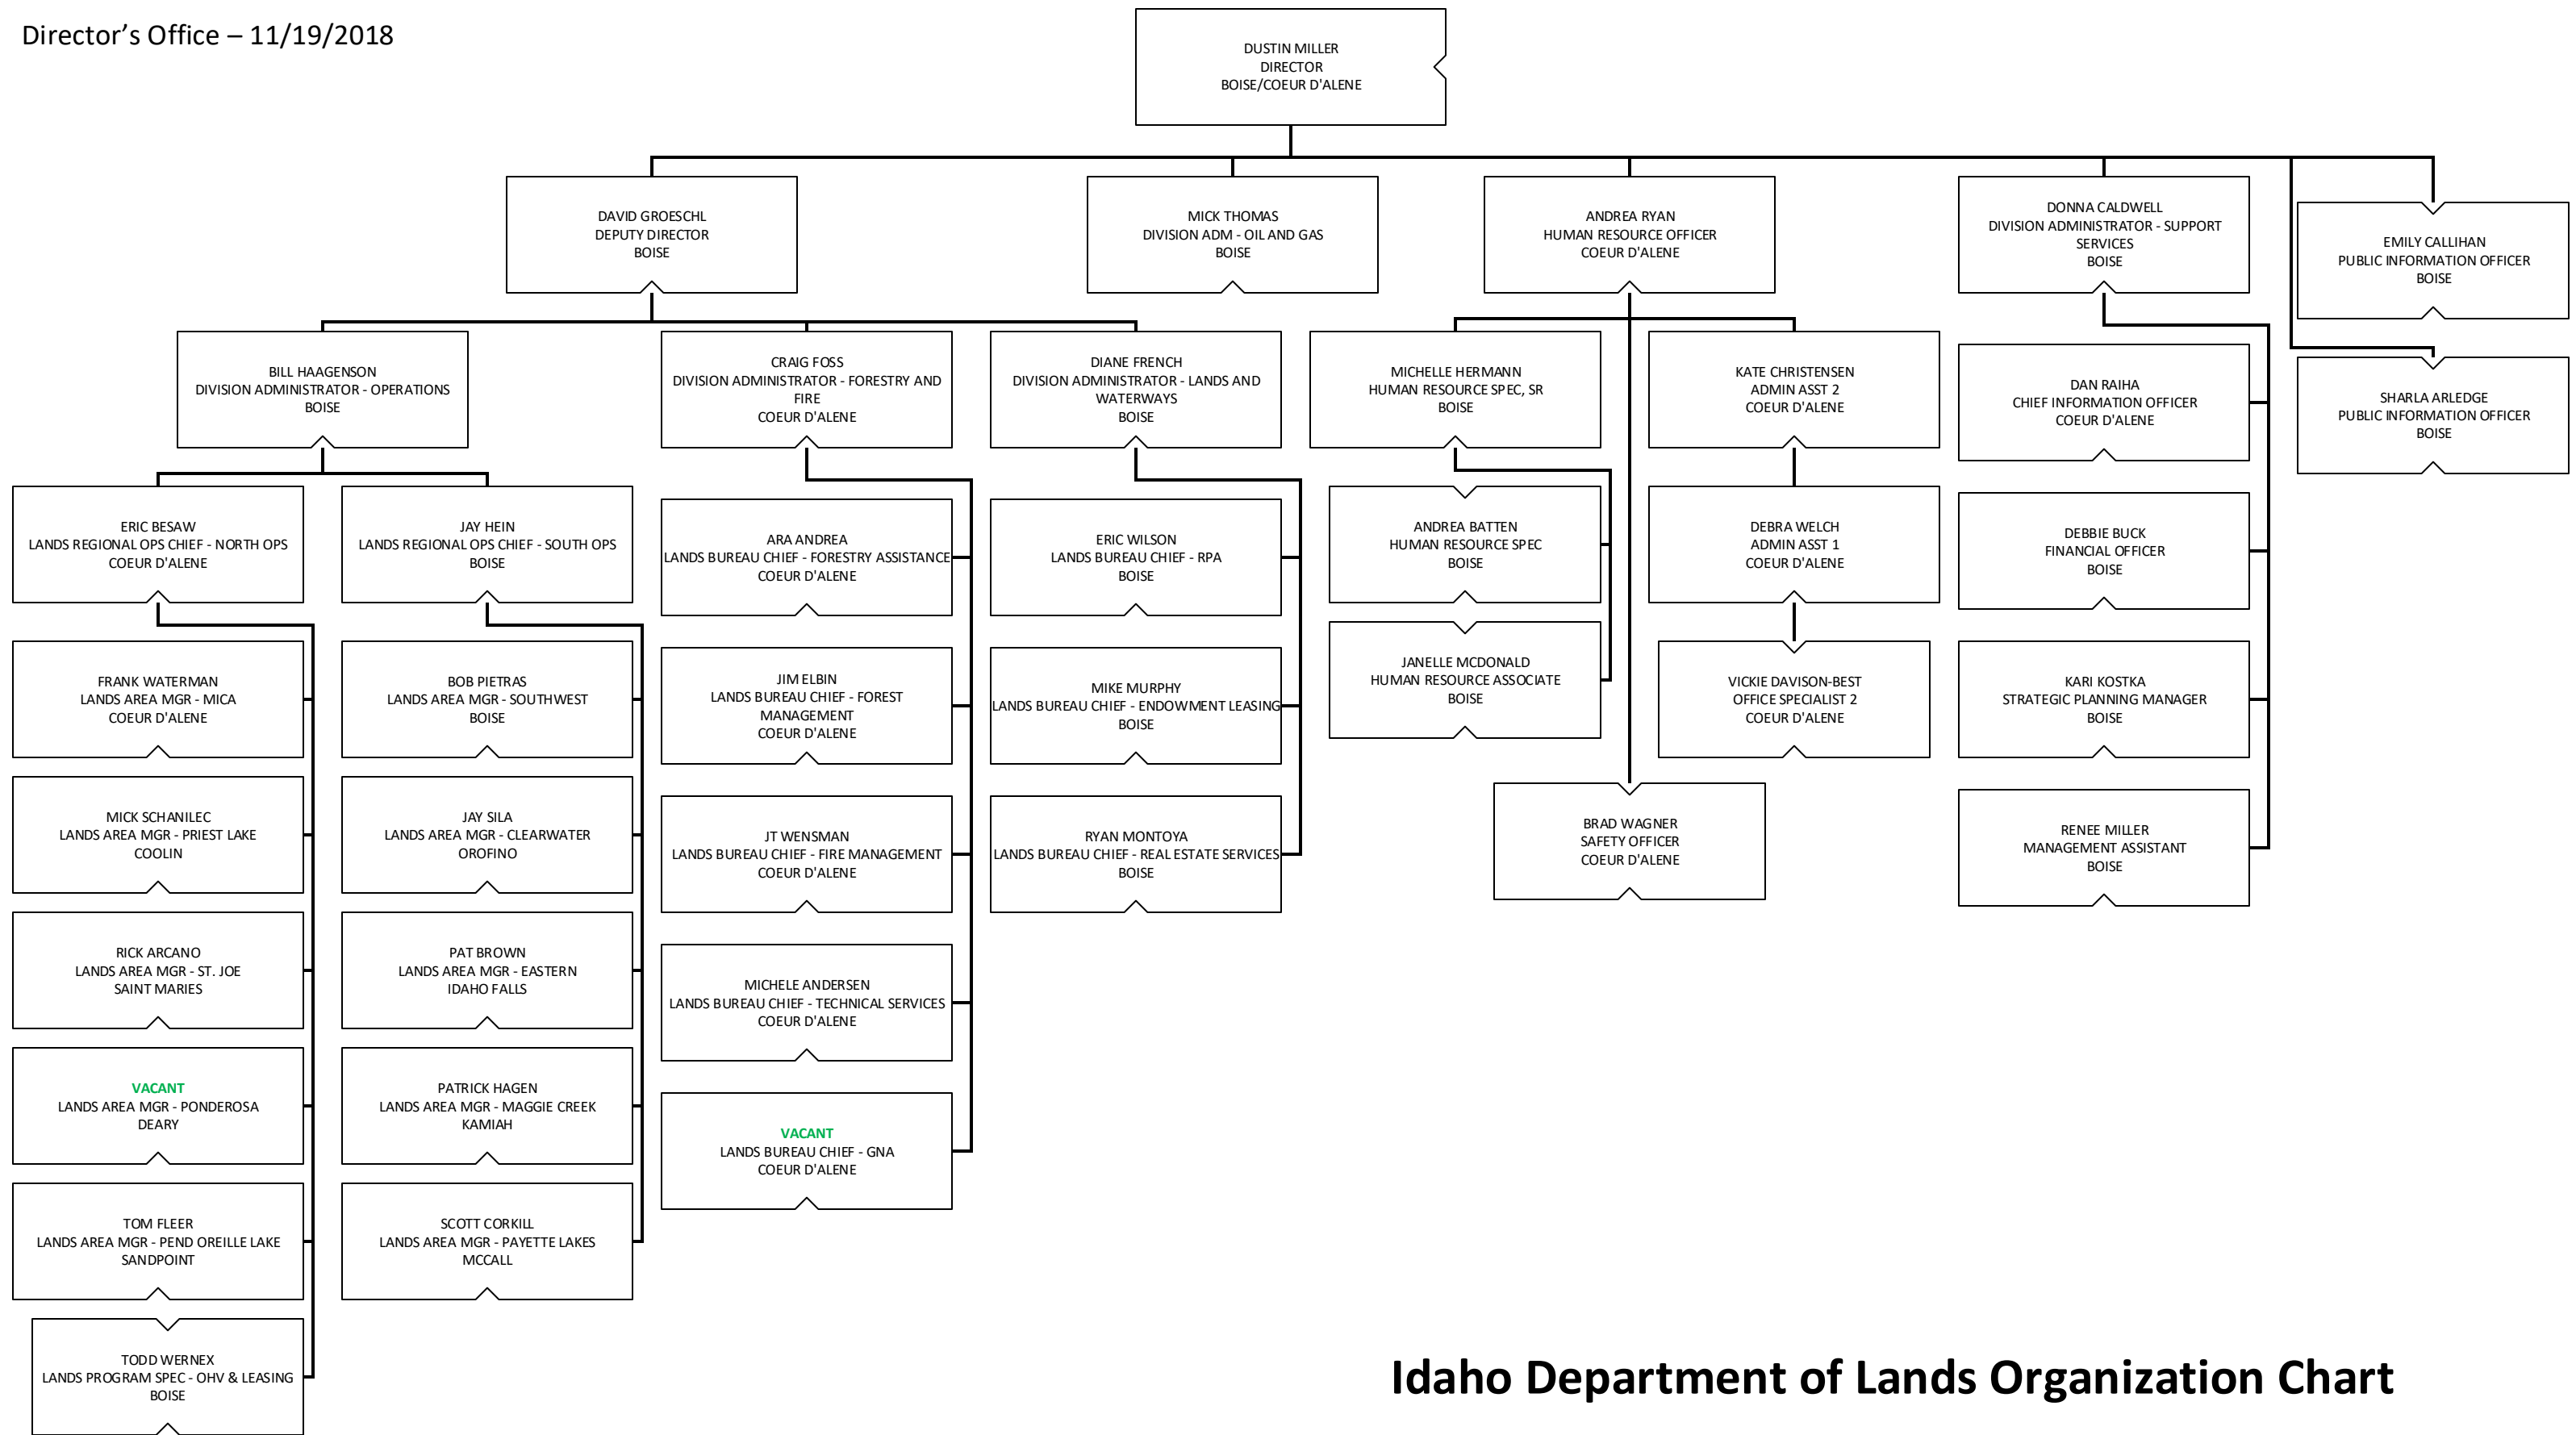 Director’s Office – 11/19/2018
DUSTIN MILLER
DIRECTOR
BOISE/COEUR D'ALENE
DAVID GROESCHL
DEPUTY DIRECTOR
BOISE
MICK THOMAS
DIVISION ADM - OIL AND GAS
BOISE
ANDREA RYAN
HUMAN RESOURCE OFFICER
COEUR D'ALENE
DONNA CALDWELL
DIVISION ADMINISTRATOR - SUPPORT
SERVICES
BOISE
EMILY CALLIHAN
PUBLIC INFORMATION OFFICER
BOISE
BILL HAAGENSON
DIVISION ADMINISTRATOR - OPERATIONS
BOISE
CRAIG FOSS
DIVISION ADMINISTRATOR - FORESTRY AND
FIRE
COEUR D'ALENE
DIANE FRENCH
DIVISION ADMINISTRATOR - LANDS AND
WATERWAYS
BOISE
MICHELLE HERMANN
HUMAN RESOURCE SPEC, SR
BOISE
KATE CHRISTENSEN
ADMIN ASST 2
COEUR D'ALENE
DAN RAIHA
CHIEF INFORMATION OFFICER
COEUR D'ALENE
SHARLA ARLEDGE
PUBLIC INFORMATION OFFICER
BOISE
ERIC BESAW
LANDS REGIONAL OPS CHIEF - NORTH OPS
COEUR D'ALENE
JAY HEIN
LANDS REGIONAL OPS CHIEF - SOUTH OPS
BOISE
ARA ANDREA
LANDS BUREAU CHIEF - FORESTRY ASSISTANCE
COEUR D'ALENE
ERIC WILSON
LANDS BUREAU CHIEF - RPA
BOISE
ANDREA BATTEN
HUMAN RESOURCE SPEC
BOISE
DEBRA WELCH
ADMIN ASST 1
COEUR D'ALENE
DEBBIE BUCK
FINANCIAL OFFICER
BOISE
FRANK WATERMAN
LANDS AREA MGR - MICA
COEUR D'ALENE
BOB PIETRAS
LANDS AREA MGR - SOUTHWEST
BOISE
JIM ELBIN
LANDS BUREAU CHIEF - FOREST
MANAGEMENT
COEUR D'ALENE
MIKE MURPHY
LANDS BUREAU CHIEF - ENDOWMENT LEASING
BOISE
JANELLE MCDONALD
HUMAN RESOURCE ASSOCIATE
BOISE
VICKIE DAVISON-BEST
OFFICE SPECIALIST 2
COEUR D'ALENE
KARI KOSTKA
STRATEGIC PLANNING MANAGER
BOISE
MICK SCHANILEC
LANDS AREA MGR - PRIEST LAKE
COOLIN
JAY SILA
LANDS AREA MGR - CLEARWATER
OROFINO
JT WENSMAN
LANDS BUREAU CHIEF - FIRE MANAGEMENT
COEUR D'ALENE
RYAN MONTOYA
LANDS BUREAU CHIEF - REAL ESTATE SERVICES
BOISE
BRAD WAGNER
SAFETY OFFICER
COEUR D'ALENE
RENEE MILLER
MANAGEMENT ASSISTANT
BOISE
RICK ARCANO
LANDS AREA MGR - ST. JOE
SAINT MARIES
PAT BROWN
LANDS AREA MGR - EASTERN
IDAHO FALLS
MICHELE ANDERSEN
LANDS BUREAU CHIEF - TECHNICAL SERVICES
COEUR D'ALENE
VACANT
LANDS AREA MGR - PONDEROSA
DEARY
PATRICK HAGEN
LANDS AREA MGR - MAGGIE CREEK
KAMIAH
VACANT
LANDS BUREAU CHIEF - GNA
COEUR D'ALENE
TOM FLEER
LANDS AREA MGR - PEND OREILLE LAKE
SANDPOINT
SCOTT CORKILL
LANDS AREA MGR - PAYETTE LAKES
MCCALL
TODD WERNEX
LANDS PROGRAM SPEC - OHV & LEASING
BOISE
Idaho Department of Lands Organization Chart